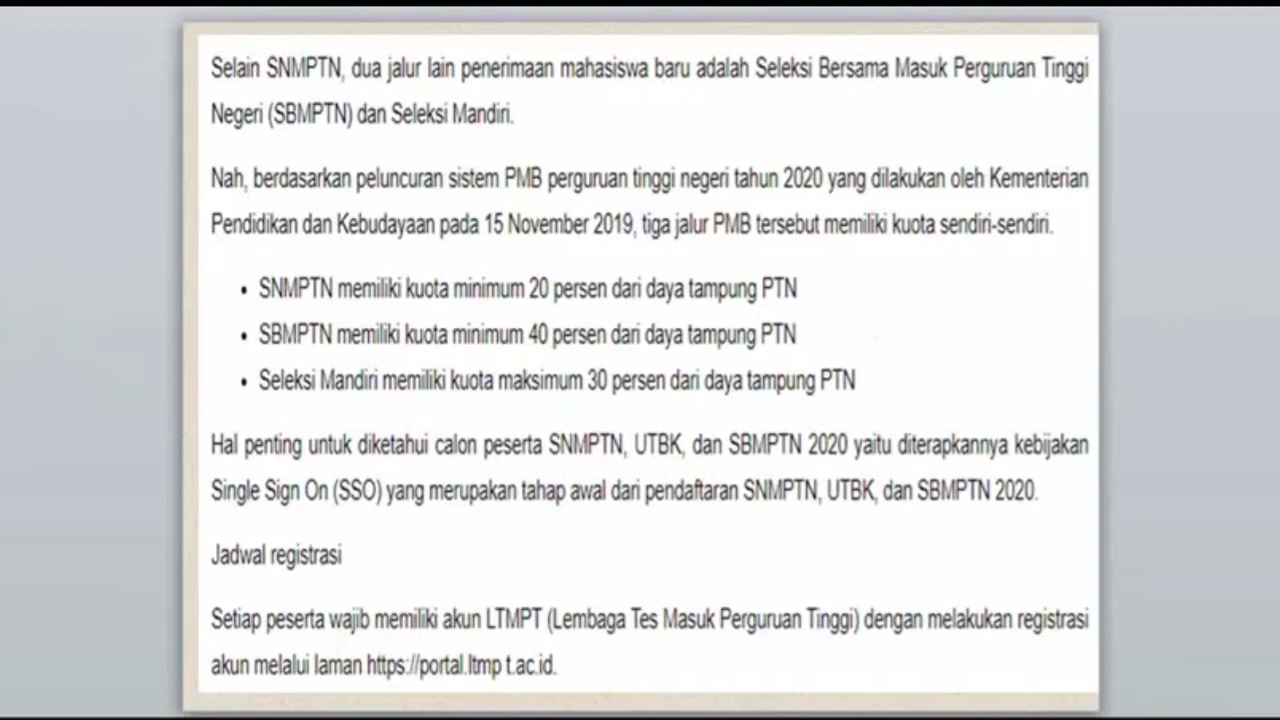 Selain SNMPTN, dua jalur lain penerimaan mahasiswa baru adalah Seleksi Bersama Masuk Perguruan Tinggi
Negeri (SBMPTN) dan Seleksi Mandiri.
Nah, berdasarkan peluncuran sistem PMB perguruan tinggi negeri tahun 2020 yang dilakukan oleh Kementerian
Pendidikan dan Kebudayaan pada 15 November 2019, tiga jalur PMB tersebut memiliki kuota sendiri-sendiri.
• SNMPTN memiliki kuota minimum 20 persen dari daya tampung PTN
• SBMPTN memiliki kuota minimum 40 persen dari daya tampung PTN
• Seleksi Mandiri memiliki kuota maksimum 30 persen dari daya tampung PTN
Hal penting untuk diketahui calon peserta SNMPTN, UTBK, dan SBMPTN 2020 yaitu diterapkannya kebijakan
Single Sign On (SSO) yang merupakan tahap awal dari pendaftaran SNMPTN, UTBK, dan SBMPTN 2020.
Jadwal registrasi
Setiap peserta wajib memiliki akun LTMPT (Lembaga Tes Masuk Perguruan Tinggi) dengan melakukan registrasi
akun melalui laman https://portal.ltmp t.ac.id.